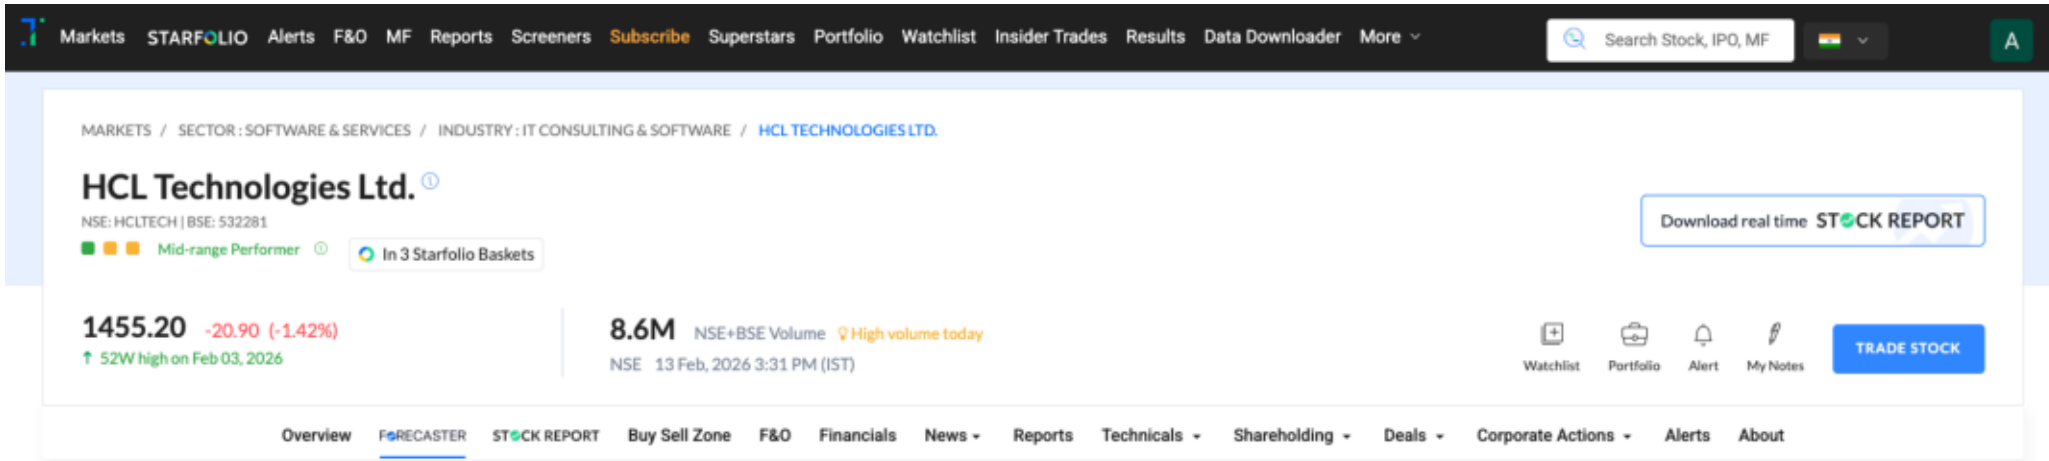 Markets STARFOLIO Alerts F&O MF Reports Screeners Subscribe Superstars Portfolio Watchlist Insider Trades Results Data Downloader More Search Stock, IPO, MF A
MARKETS / SECTOR : SOFTWARE & SERVICES / INDUSTRY : IT CONSULTING & SOFTWARE / HCL TECHNOLOGIES LTD.
HCL Technologies Ltd.
NSE: HCLTECH | BSE: 532281
Download real time STOCK REPORT
Mid-range Performer In 3 Starfolio Baskets
1455.20 -20.90 (-1.42%)
52W high on Feb 03, 2026
8.6M NSE+BSE Volume High volume today
NSE 13 Feb, 2026 3:31 PM (IST)
Watchlist Portfolio Alert My Notes TRADE STOCK
Overview FORECASTER STOCK REPORT Buy Sell Zone F&O Financials News Reports Technicals Shareholding Deals Corporate Actions Alerts About